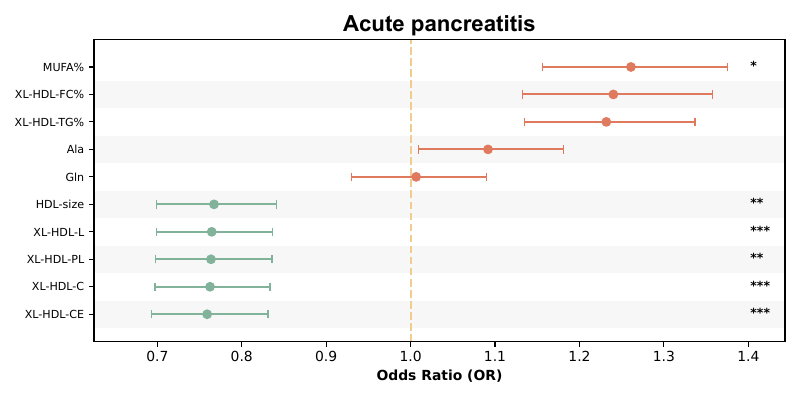 Acute pancreatitis
MUFA% *
XL-HDL-FC%
XL-HDL-TG%
Ala
Gln
HDL-size **
XL-HDL-L ***
XL-HDL-PL **
XL-HDL-C ***
XL-HDL-CE ***
0.7 0.8 0.9 1.0 1.1 1.2 1.3 1.4
Odds Ratio (OR)